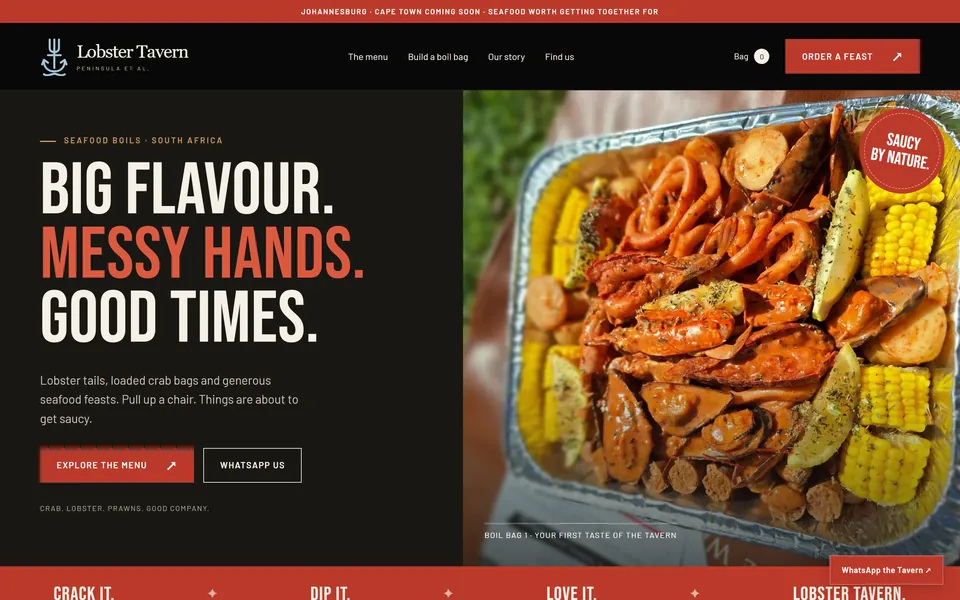 JOHANNESBURG · CAPE TOWN COMING SOON · SEAFOOD WORTH GETTING TOGETHER FOR
Lobster Tavern
PENINSULA ET AL.
The menu
Build a boil bag
Our story
Find us
Bag 0
ORDER A FEAST ↗
SEAFOOD BOILS · SOUTH AFRICA
BIG FLAVOUR.
MESSY HANDS.
GOOD TIMES.
Lobster tails, loaded crab bags and generous
seafood feasts. Pull up a chair. Things are about to
get saucy.
EXPLORE THE MENU ↗
WHATSAPP US
CRAB. LOBSTER. PRAWNS. GOOD COMPANY.
SAUCY
BY NATURE.
BOIL BAG 1 · YOUR FIRST TASTE OF THE TAVERN
WhatsApp the Tavern ↗
CRACK IT. ✦ DIP IT. ✦ LOVE IT. ✦ LOBSTER TAVERN.